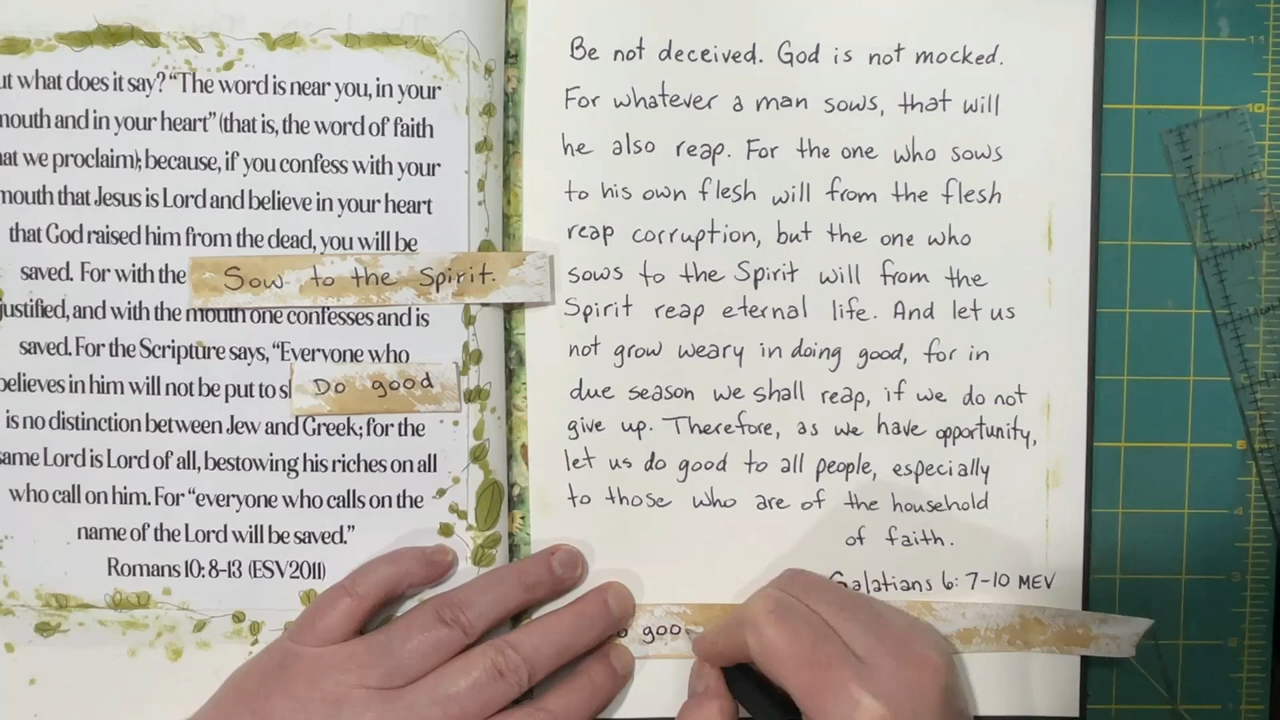 ut what does it say? “The word is near you, in your
mouth and in your heart” (that is, the word of faith
hat we proclaim); because, if you confess with your
mouth that Jesus is Lord and believe in your heart
that God raised him from the dead, you will be
saved. For with the
Sow to the Spirit.
justified, and with the mouth one confesses and is
saved. For the Scripture says, “Everyone who
believes in him will not be put to s
Do good
is no distinction between Jew and Greek; for the
same Lord is Lord of all, bestowing his riches on all
who call on him. For “everyone who calls on the
name of the Lord will be saved.”
Romans 10: 8-13 (ESV2011)
Be not deceived. God is not mocked.
For whatever a man sows, that will
he also reap. For the one who sows
to his own flesh will from the flesh
reap corruption, but the one who
sows to the Spirit will from the
Spirit reap eternal life. And let us
not grow weary in doing good, for in
due season we shall reap, if we do not
give up. Therefore, as we have opportunity,
let us do good to all people, especially
to those who are of the household
of faith.
Galatians 6: 7-10 MEV
o goo
11
10
5
4
3